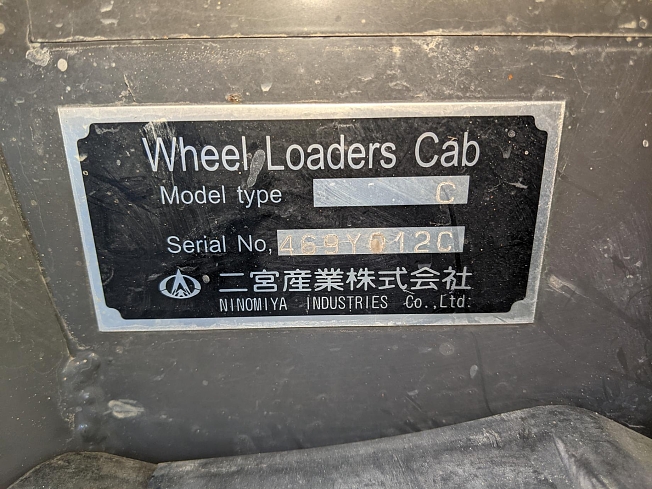 Wheel Loaders Cab
Model type C
Serial No, 469Y012C
二宮産業株式会社
NINOMIYA INDUSTRIES Co.,Ltd.